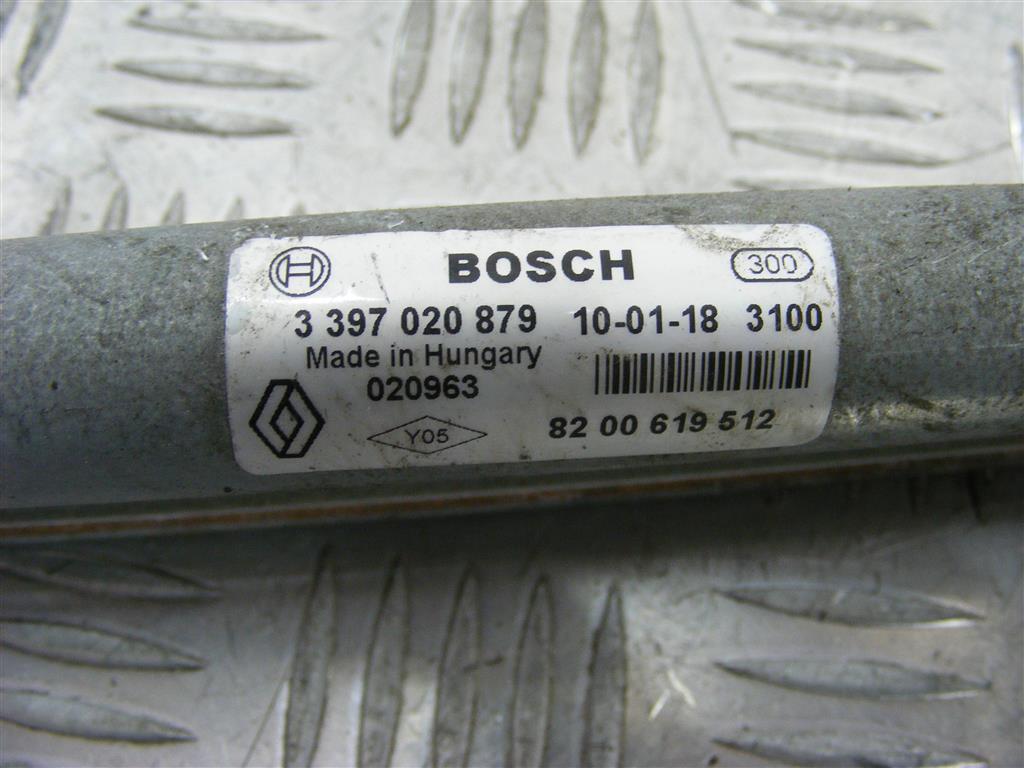 BOSCH 300
3 397 020 879 10-01-18 3100
Made in Hungary
020963
Y05 82 00 619 512